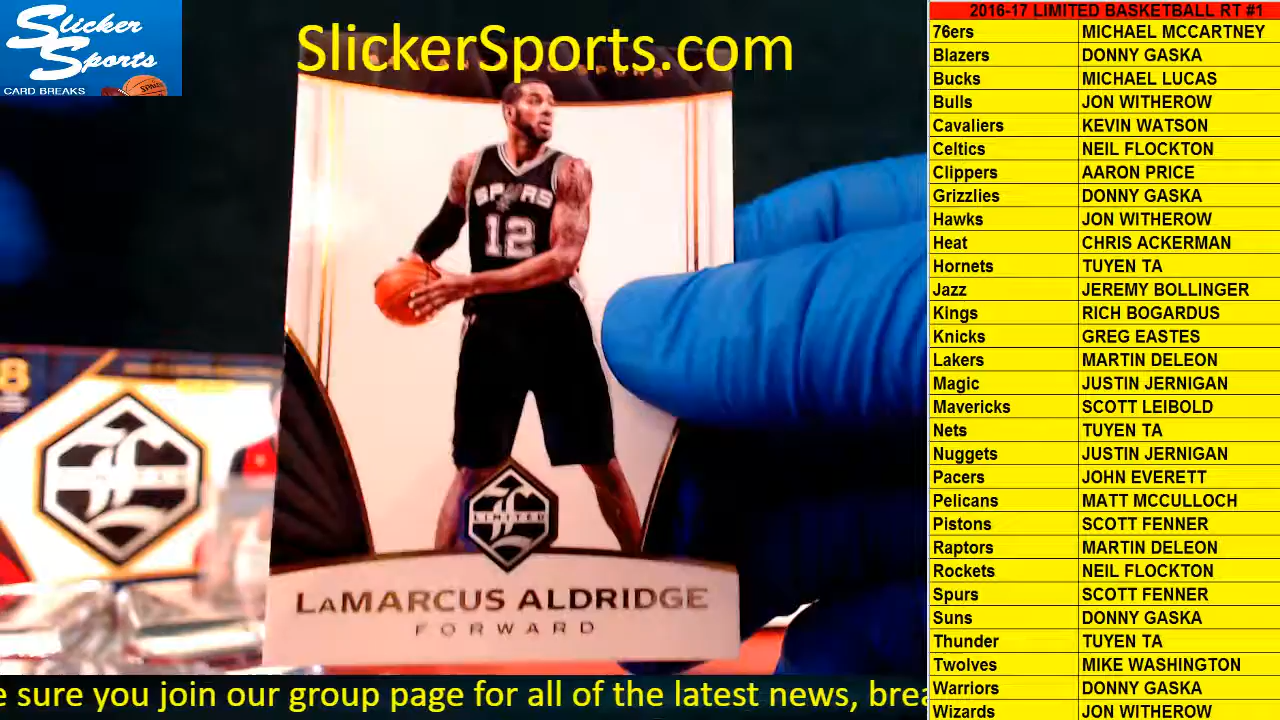 Slicker
Sports
CARD BREAKS
SlickerSports.com
SPURS
12
LIMITED
LaMARCUS ALDRIDGE
FORWARD
e sure you join our group page for all of the latest news, brea
2016-17 LIMITED BASKETBALL RT #1
76ers MICHAEL MCCARTNEY
Blazers DONNY GASKA
Bucks MICHAEL LUCAS
Bulls JON WITHEROW
Cavaliers KEVIN WATSON
Celtics NEIL FLOCKTON
Clippers AARON PRICE
Grizzlies DONNY GASKA
Hawks JON WITHEROW
Heat CHRIS ACKERMAN
Hornets TUYEN TA
Jazz JEREMY BOLLINGER
Kings RICH BOGARDUS
Knicks GREG EASTES
Lakers MARTIN DELEON
Magic JUSTIN JERNIGAN
Mavericks SCOTT LEIBOLD
Nets TUYEN TA
Nuggets JUSTIN JERNIGAN
Pacers JOHN EVERETT
Pelicans MATT MCCULLOCH
Pistons SCOTT FENNER
Raptors MARTIN DELEON
Rockets NEIL FLOCKTON
Spurs SCOTT FENNER
Suns DONNY GASKA
Thunder TUYEN TA
Twolves MIKE WASHINGTON
Warriors DONNY GASKA
Wizards JON WITHEROW